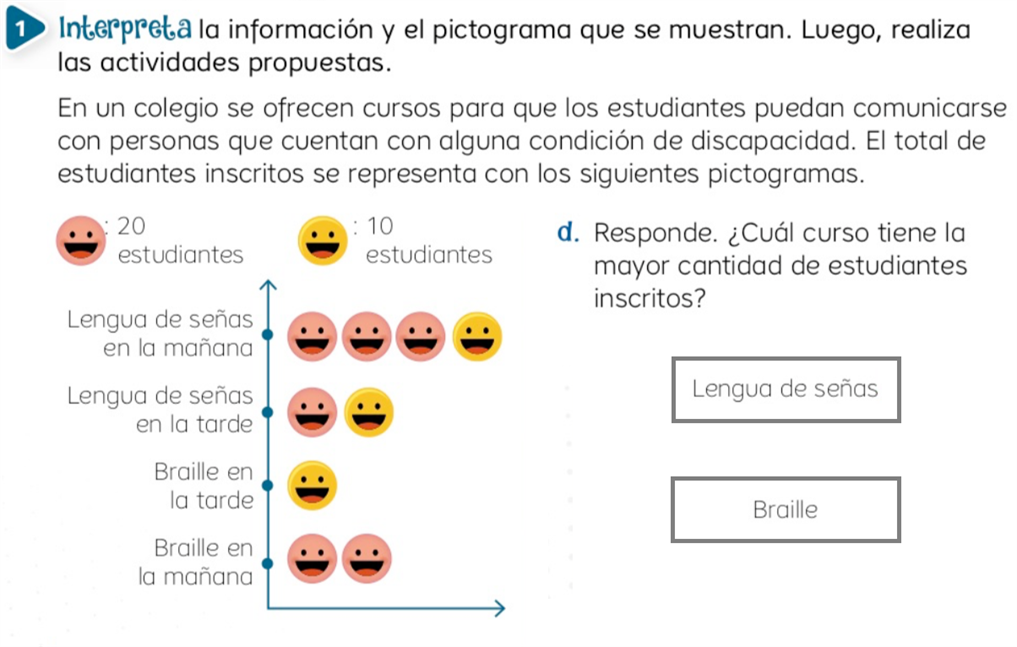 1 Interpreta la información y el pictograma que se muestran. Luego, realiza
las actividades propuestas.
En un colegio se ofrecen cursos para que los estudiantes puedan comunicarse
con personas que cuentan con alguna condición de discapacidad. El total de
estudiantes inscritos se representa con los siguientes pictogramas.
: 20
estudiantes
: 10
estudiantes
Lengua de señas
en la mañana
Lengua de señas
en la tarde
Braille en
la tarde
Braille en
la mañana
d. Responde. ¿Cuál curso tiene la
mayor cantidad de estudiantes
inscritos?
Lengua de señas
Braille